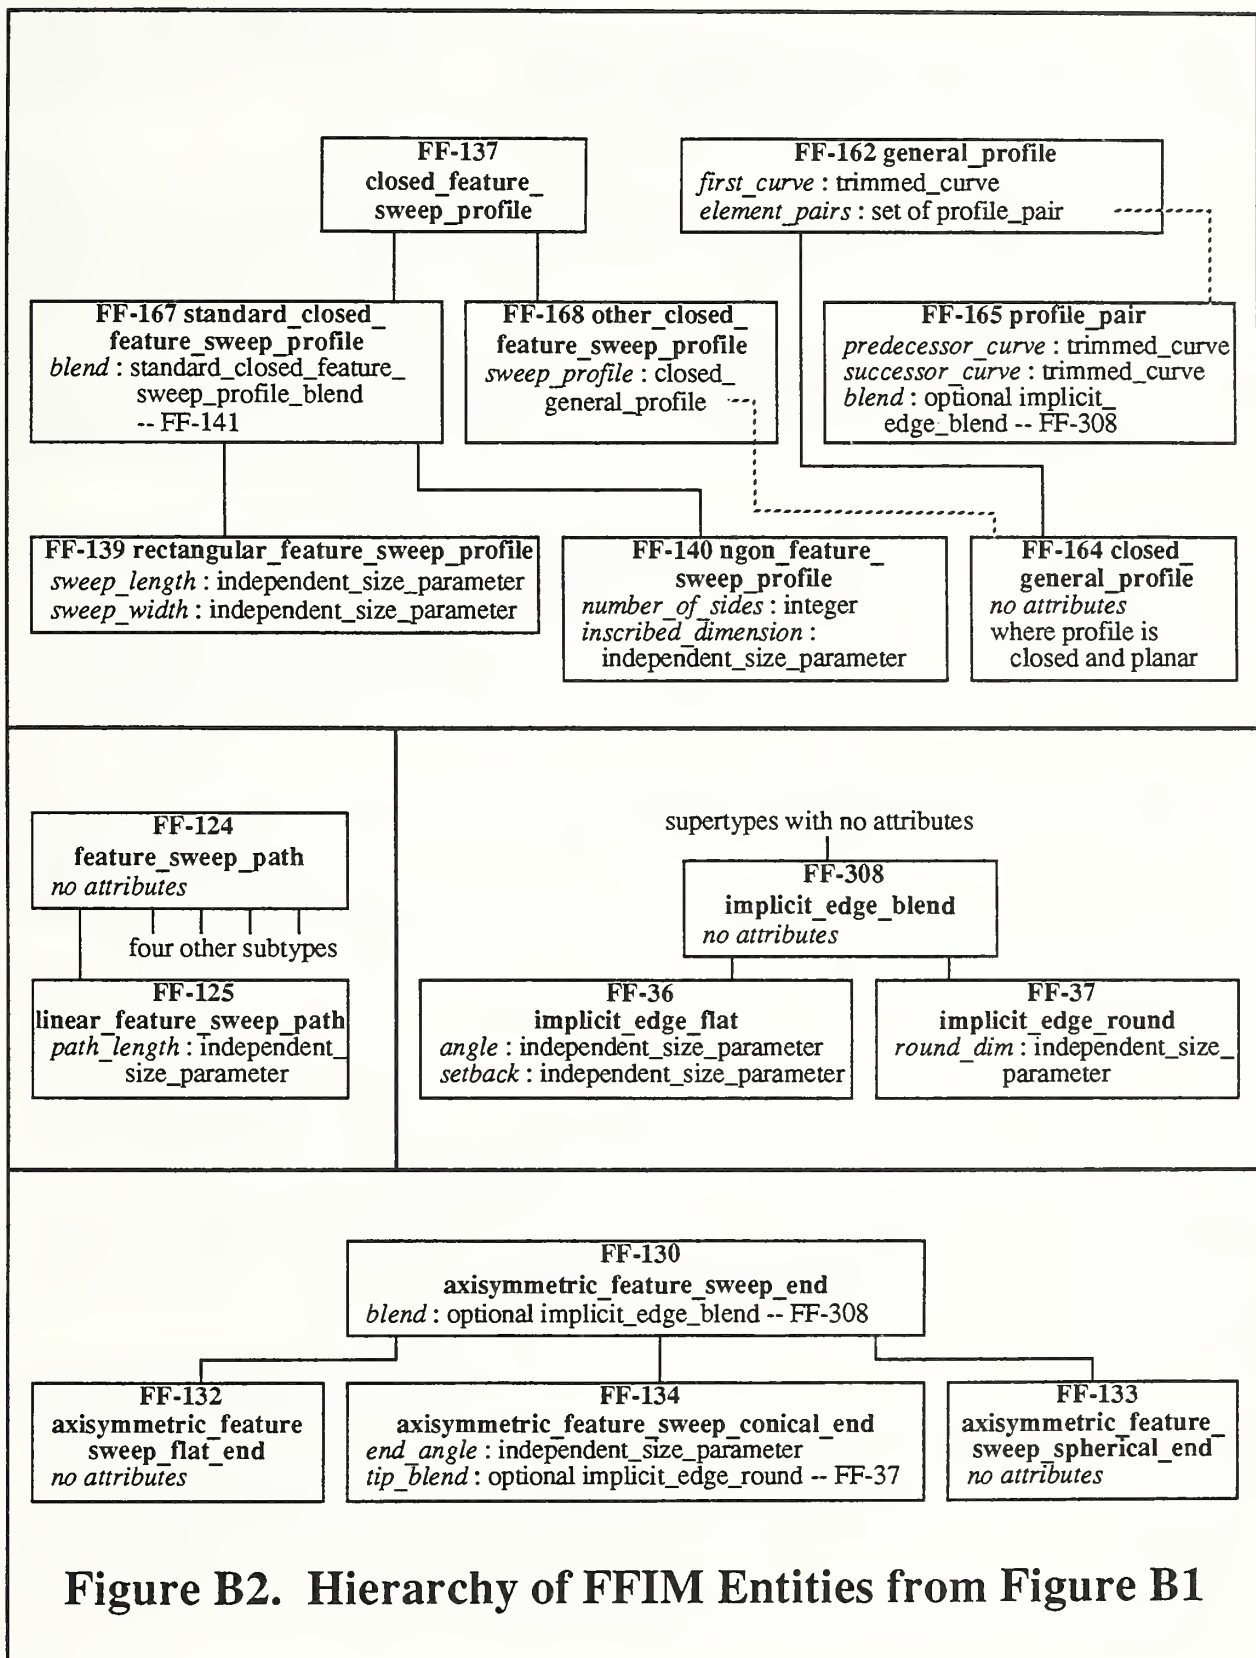 FF-137
closed_feature_
sweep_profile
FF-162 general_profile
first_curve : trimmed_curve
element_pairs : set of profile_pair
FF-167 standard_closed_
feature_sweep_profile
blend : standard_closed_feature_
sweep_profile_blend
-- FF-141
FF-168 other_closed_
feature_sweep_profile
sweep_profile : closed_
general_profile
FF-165 profile_pair
predecessor_curve : trimmed_curve
successor_curve : trimmed_curve
blend : optional implicit_
edge_blend -- FF-308
FF-139 rectangular_feature_sweep_profile
sweep_length : independent_size_parameter
sweep_width : independent_size_parameter
FF-140 ngon_feature_
sweep_profile
number_of_sides : integer
inscribed_dimension :
independent_size_parameter
FF-164 closed_
general_profile
no attributes
where profile is
closed and planar
FF-124
feature_sweep_path
no attributes
four other subtypes
FF-125
linear_feature_sweep_path
path_length : independent_
size_parameter
supertypes with no attributes
FF-308
implicit_edge_blend
no attributes
FF-36
implicit_edge_flat
angle : independent_size_parameter
setback : independent_size_parameter
FF-37
implicit_edge_round
round_dim : independent_size_
parameter
FF-130
axisymmetric_feature_sweep_end
blend : optional implicit_edge_blend -- FF-308
FF-132
axisymmetric_feature
sweep_flat_end
no attributes
FF-134
axisymmetric_feature_sweep_conical_end
end_angle : independent_size_parameter
tip_blend : optional implicit_edge_round -- FF-37
FF-133
axisymmetric_feature_
sweep_spherical_end
no attributes
Figure B2. Hierarchy of FFIM Entities from Figure B1